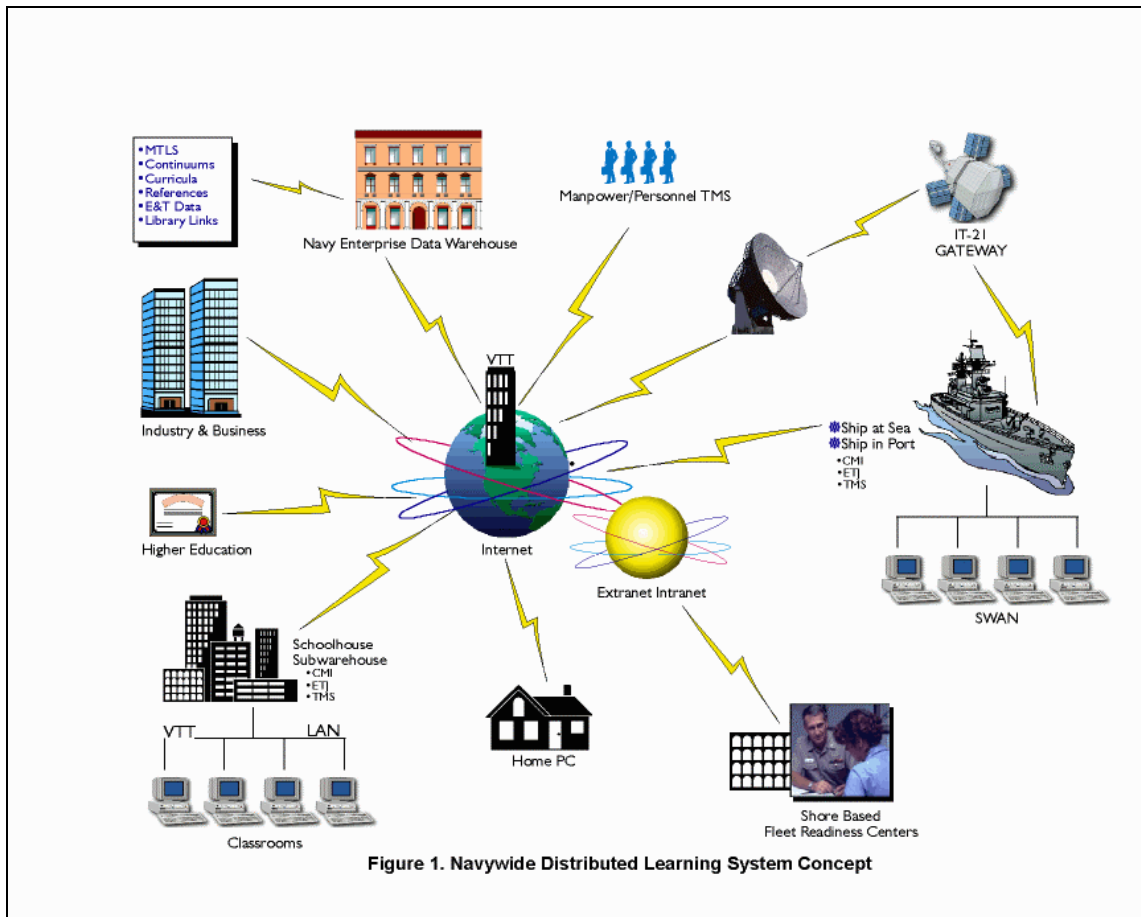 •MTLS
•Continuums
•Curricula
•References
•E&T Data
•Library Links
Navy Enterprise Data Warehouse
Manpower/Personnel TMS
IT-21
GATEWAY
Industry & Business
VTT
Ship at Sea
Ship in Port
•CMI
•ETJ
•TMS
Higher Education
Internet
Extranet Intranet
SWAN
Schoolhouse
Subwarehouse
•CMI
•ETJ
•TMS
VTT
LAN
Home PC
Classrooms
Shore Based
Fleet Readiness Centers
Figure 1. Navywide Distributed Learning System Concept